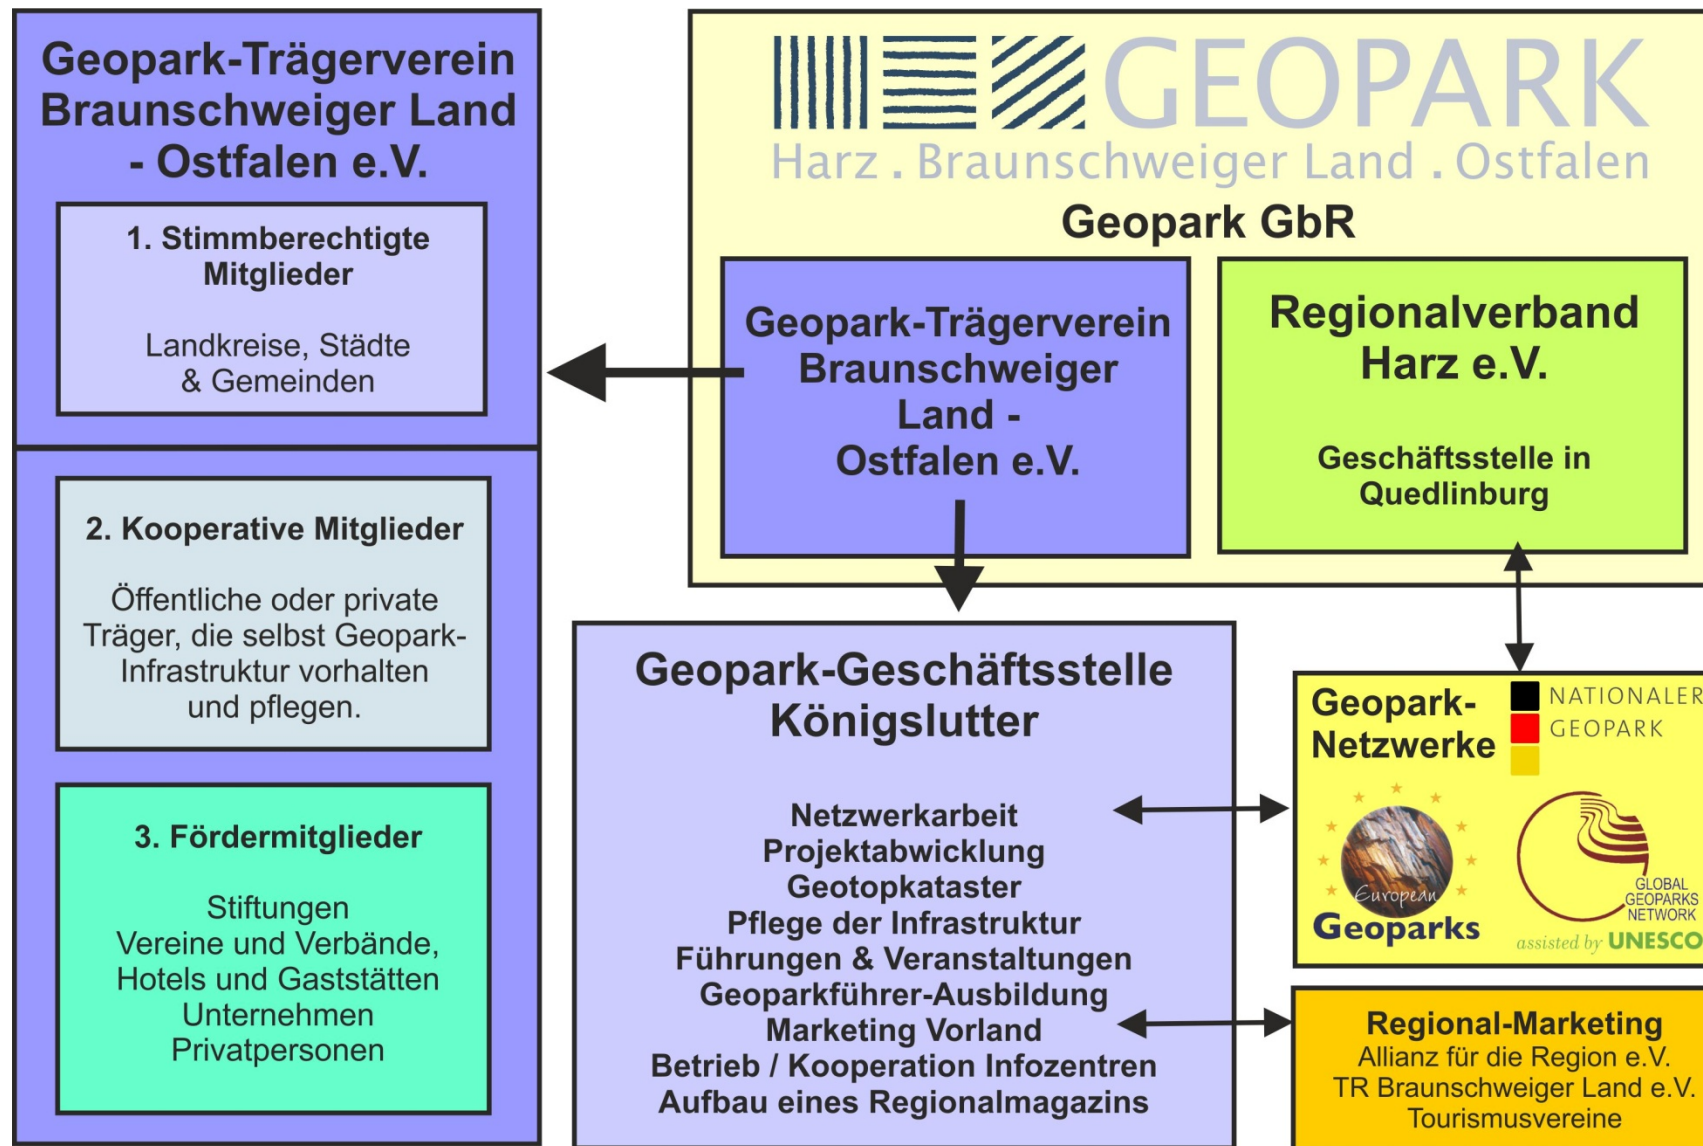 Geopark-Trägerverein
Braunschweiger Land
- Ostfalen e.V.
1. Stimmberechtigte
Mitglieder
Landkreise, Städte
& Gemeinden
2. Kooperative Mitglieder
Öffentliche oder private
Träger, die selbst Geopark-
Infrastruktur vorhalten
und pflegen.
3. Fördermitglieder
Stiftungen
Vereine und Verbände,
Hotels und Gaststätten
Unternehmen
Privatpersonen
GEOPARK
Harz . Braunschweiger Land . Ostfalen
Geopark GbR
Geopark-Trägerverein
Braunschweiger
Land -
Ostfalen e.V.
Regionalverband
Harz e.V.
Geschäftsstelle in
Quedlinburg
Geopark-Geschäftsstelle
Königslutter
Netzwerkarbeit
Projektabwicklung
Geotopkataster
Pflege der Infrastruktur
Führungen & Veranstaltungen
Geoparkführer-Ausbildung
Marketing Vorland
Betrieb / Kooperation Infozentren
Aufbau eines Regionalmagazins
Geopark-
Netzwerke
NATIONALER
GEOPARK
European
Geoparks
GLOBAL
GEOPARKS
NETWORK
assisted by UNESCO
Regional-Marketing
Allianz für die Region e.V.
TR Braunschweiger Land e.V.
Tourismusvereine